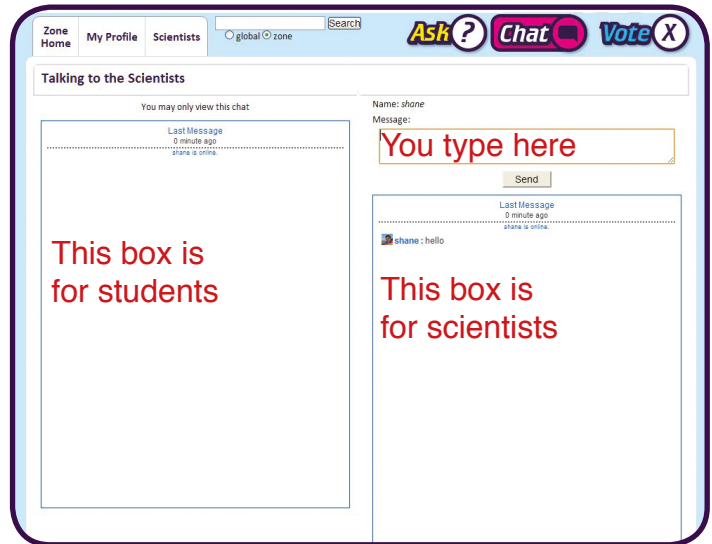 Zone Home
My Profile
Scientists
Search
global zone
Ask ?
Chat
Vote X
Talking to the Scientists
You may only view this chat
Last Message
0 minute ago
shane is online.
This box is
for students
Name: shane
Message:
You type here
Send
Last Message
0 minute ago
shane is online.
shane : hello
This box is
for scientists